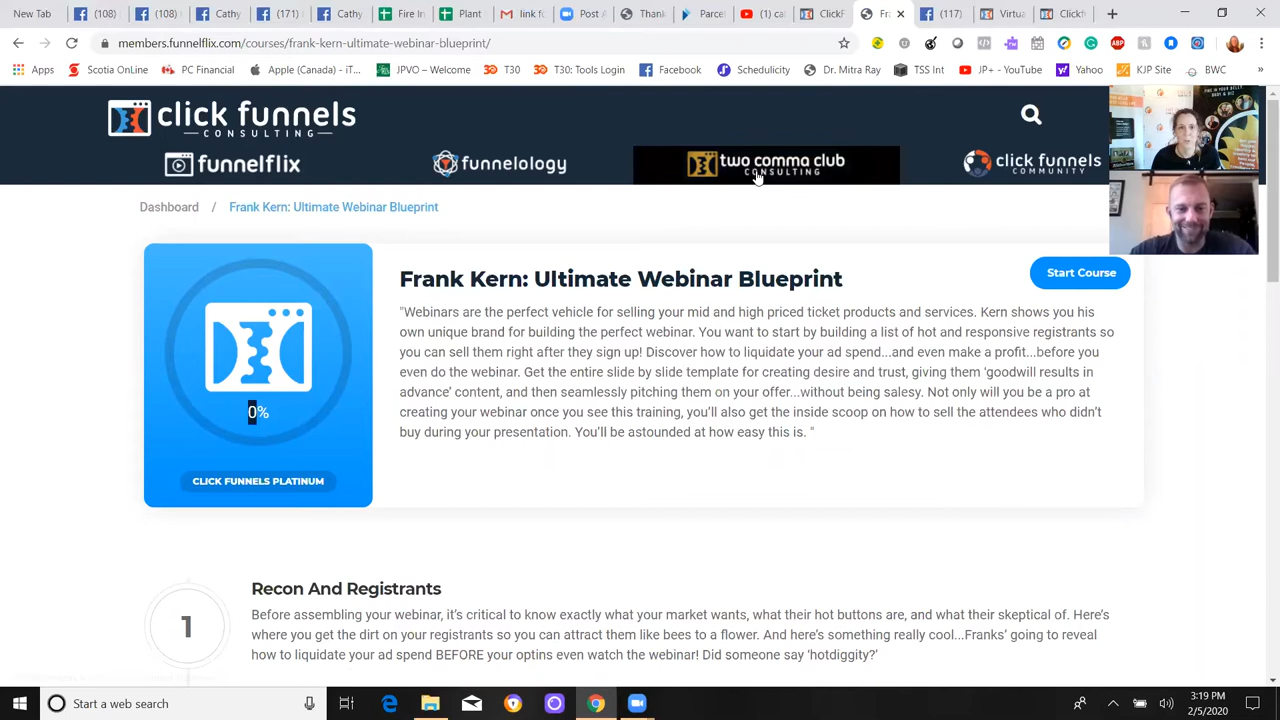 New Tab (108) (108) Cathy (171) Cathy Fire In Plant link fo Post A Thank Parcel (1) ca ClickF Fr (117) Virtua Clickf
members.funnelflix.com/courses/frank-kern-ultimate-webinar-blueprint/
Apps Scotia OnLine PC Financial Apple (Canada) - iT... JPVO – Welcome T30 T30: Tools Login Facebook Schedulicity Dr. Mitra Ray TSS Int JP+ - YouTube Yahoo KJP Site BWC
click funnels
CONSULTING
funnelflix funnelology two comma club CONSULTING click funnels COMMUNITY
Dashboard / Frank Kern: Ultimate Webinar Blueprint
Frank Kern: Ultimate Webinar Blueprint
Start Course
"Webinars are the perfect vehicle for selling your mid and high priced ticket products and services. Kern shows you his
own unique brand for building the perfect webinar. You want to start by building a list of hot and responsive registrants so
you can sell them right after they sign up! Discover how to liquidate your ad spend...and even make a profit...before you
even do the webinar. Get the entire slide by slide template for creating desire and trust, giving them ‘goodwill results in
advance’ content, and then seamlessly pitching them on your offer...without being salesy. Not only will you be a pro at
creating your webinar once you see this training, you’ll also get the inside scoop on how to sell the attendees who didn’t
buy during your presentation. You’ll be astounded at how easy this is. "
0%
CLICK FUNNELS PLATINUM
1
Recon And Registrants
Before assembling your webinar, it’s critical to know exactly what your market wants, what their hot buttons are, and what their skeptical of. Here’s
where you get the dirt on your registrants so you can attract them like bees to a flower. And here’s something really cool...Franks’ going to reveal
how to liquidate your ad spend BEFORE your optins even watch the webinar! Did someone say ‘hotdiggity?’
Start a web search
3:19 PM
2/5/2020